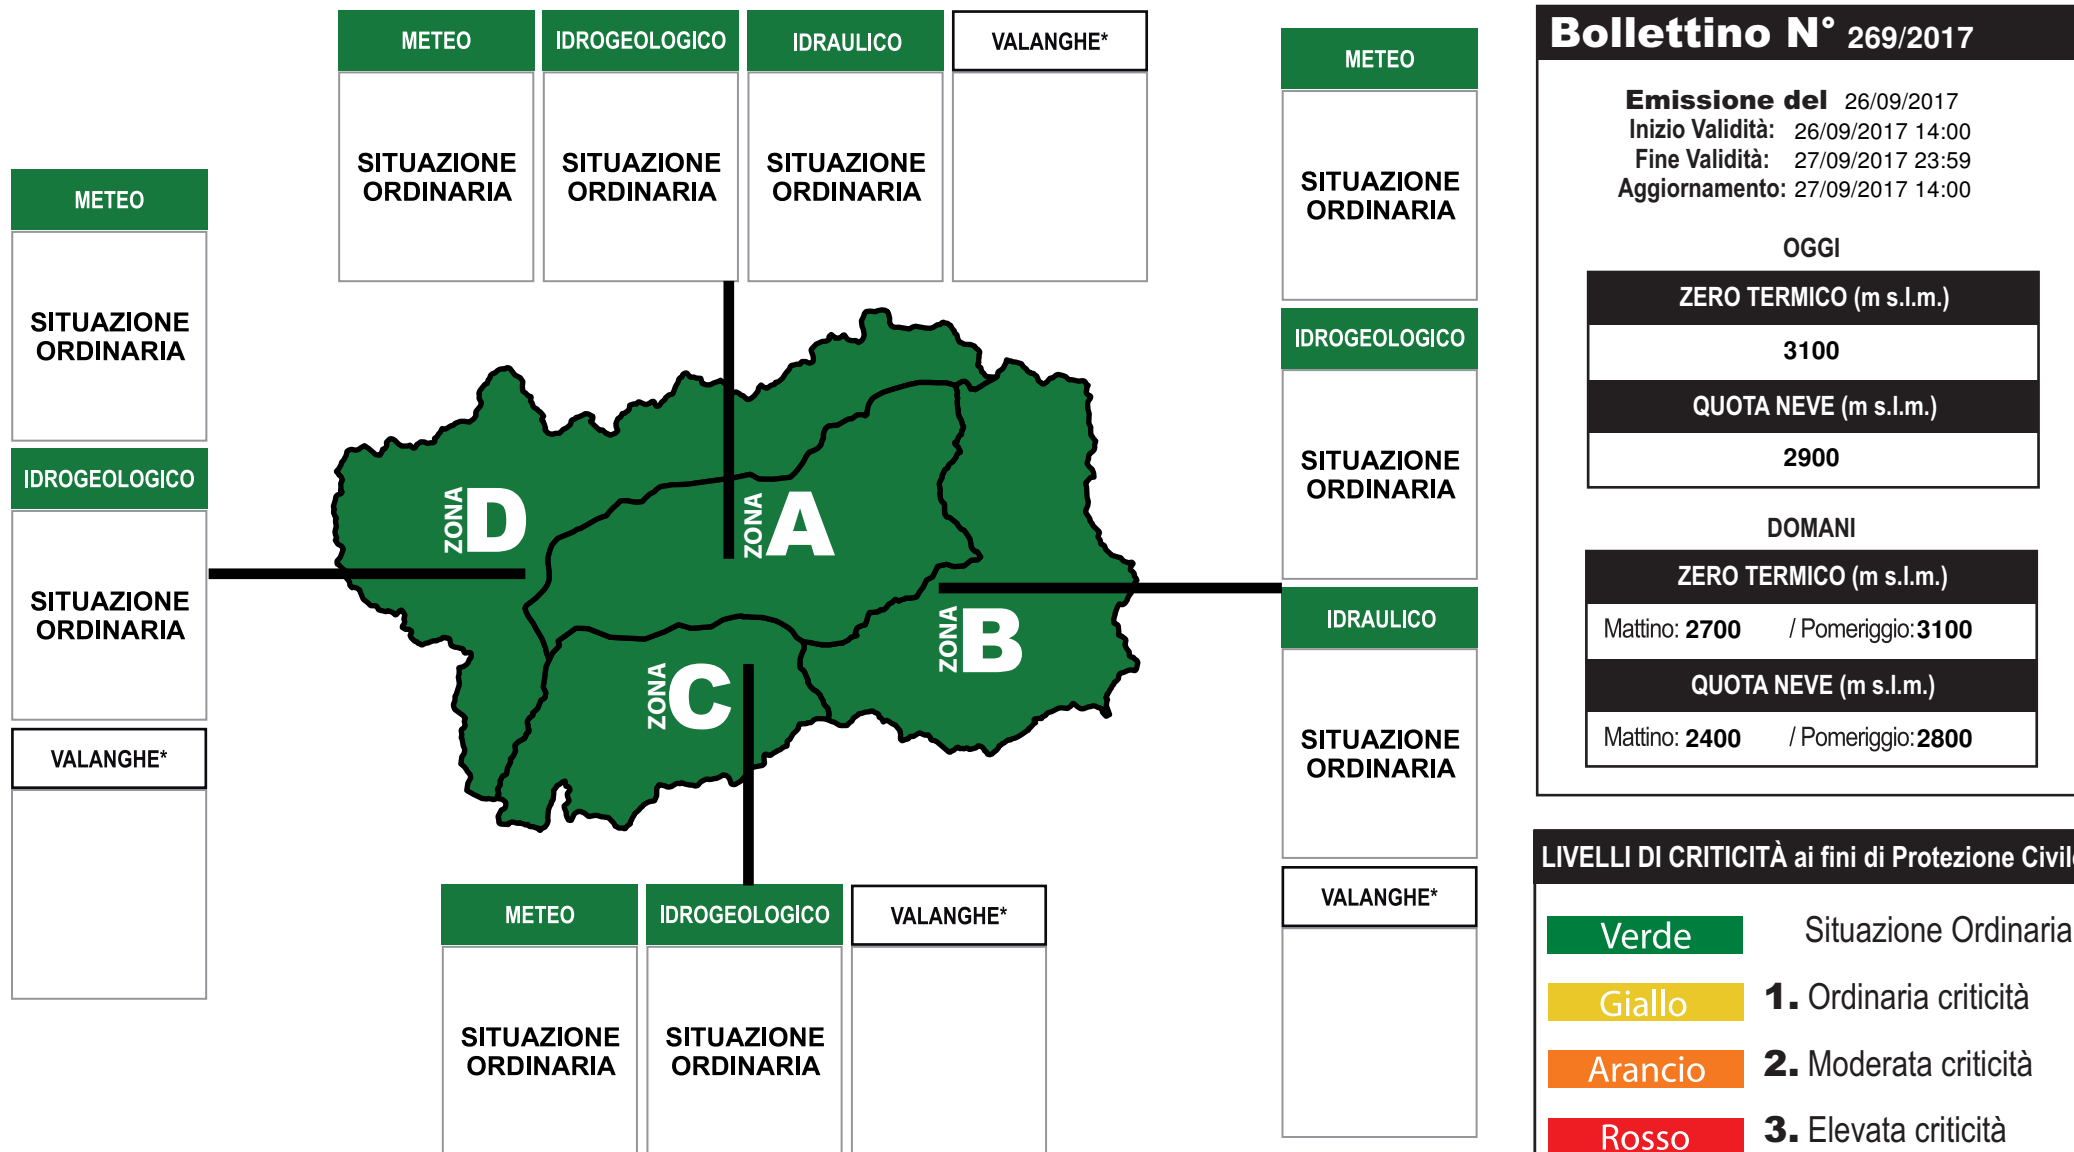 METEO
IDROGEOLOGICO
IDRAULICO
VALANGHE*
SITUAZIONE
ORDINARIA
SITUAZIONE
ORDINARIA
SITUAZIONE
ORDINARIA
METEO
SITUAZIONE
ORDINARIA
IDROGEOLOGICO
SITUAZIONE
ORDINARIA
VALANGHE*
ZONA D
ZONA A
ZONA B
ZONA C
METEO
SITUAZIONE
ORDINARIA
IDROGEOLOGICO
SITUAZIONE
ORDINARIA
IDRAULICO
SITUAZIONE
ORDINARIA
VALANGHE*
METEO
IDROGEOLOGICO
VALANGHE*
SITUAZIONE
ORDINARIA
SITUAZIONE
ORDINARIA
Bollettino N° 269/2017
Emissione del 26/09/2017
Inizio Validità: 26/09/2017 14:00
Fine Validità: 27/09/2017 23:59
Aggiornamento: 27/09/2017 14:00
OGGI
ZERO TERMICO (m s.l.m.)
3100
QUOTA NEVE (m s.l.m.)
2900
DOMANI
ZERO TERMICO (m s.l.m.)
Mattino: 2700 / Pomeriggio: 3100
QUOTA NEVE (m s.l.m.)
Mattino: 2400 / Pomeriggio: 2800
LIVELLI DI CRITICITÀ ai fini di Protezione Civile
Verde Situazione Ordinaria
Giallo 1. Ordinaria criticità
Arancio 2. Moderata criticità
Rosso 3. Elevata criticità